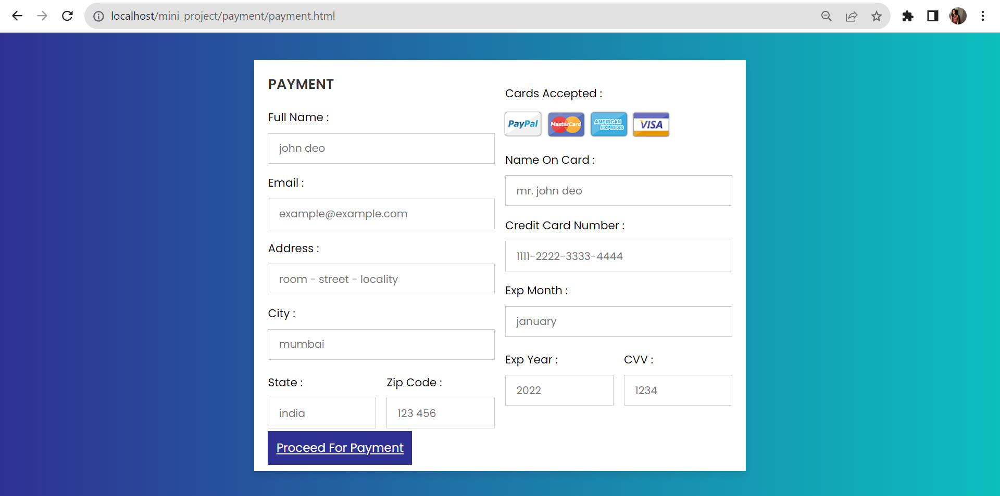 localhost/mini_project/payment/payment.html
PAYMENT
Full Name :
john deo
Email :
example@example.com
Address :
room - street - locality
City :
mumbai
State :
Zip Code :
india
123 456
Proceed For Payment
Cards Accepted :
PayPal
MasterCard
AMERICAN
EXPRESS
VISA
Name On Card :
mr. john deo
Credit Card Number :
1111-2222-3333-4444
Exp Month :
january
Exp Year :
CVV :
2022
1234